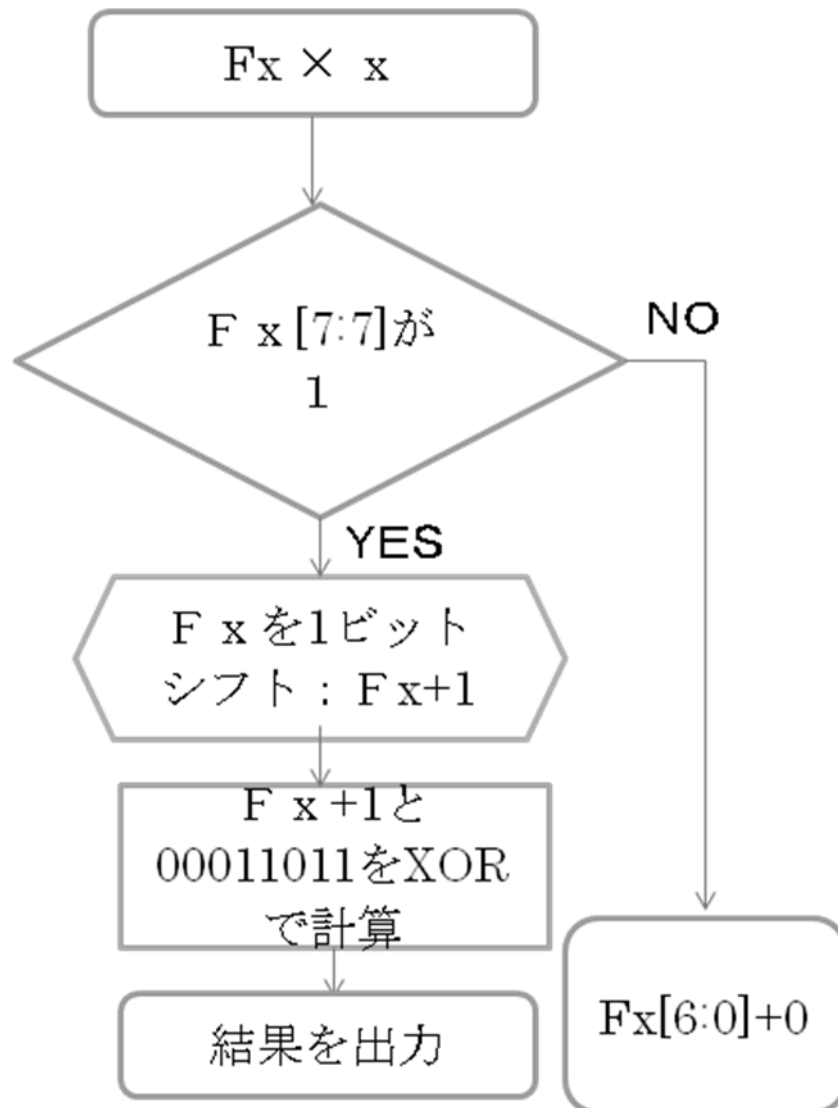 Fx × x
Ｆ x [7:7]が
1
NO
YES
Ｆ x を1ビット
シフト：Ｆx+1
Ｆ x +1と
00011011をXOR
で計算
結果を出力
Fx[6:0]+0